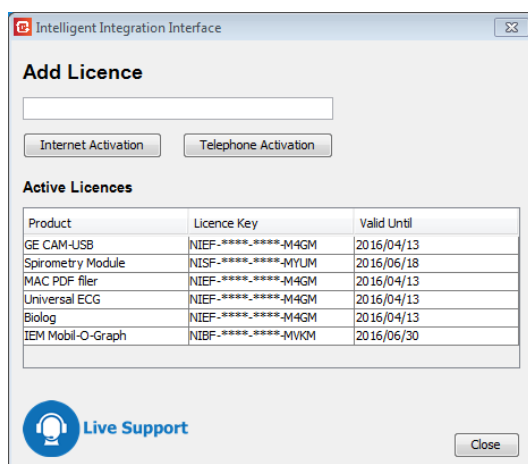 Intelligent Integration Interface
Add Licence
Internet Activation Telephone Activation
Active Licences
Product Licence Key Valid Until
GE CAM-USB NIEF-****-****-M4GM 2016/04/13
Spirometry Module NISF-****-****-MYUM 2016/06/18
MAC PDF filer NIEF-****-****-M4GM 2016/04/13
Universal ECG NIEF-****-****-M4GM 2016/04/13
Biolog NIEF-****-****-M4GM 2016/04/13
IEM Mobil-O-Graph NIBF-****-****-MVKM 2016/06/30
Live Support
Close